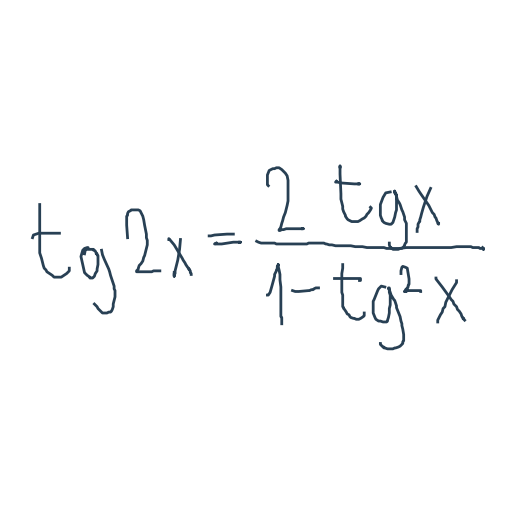 tg2x = 2 tgx / 1 - tg²x